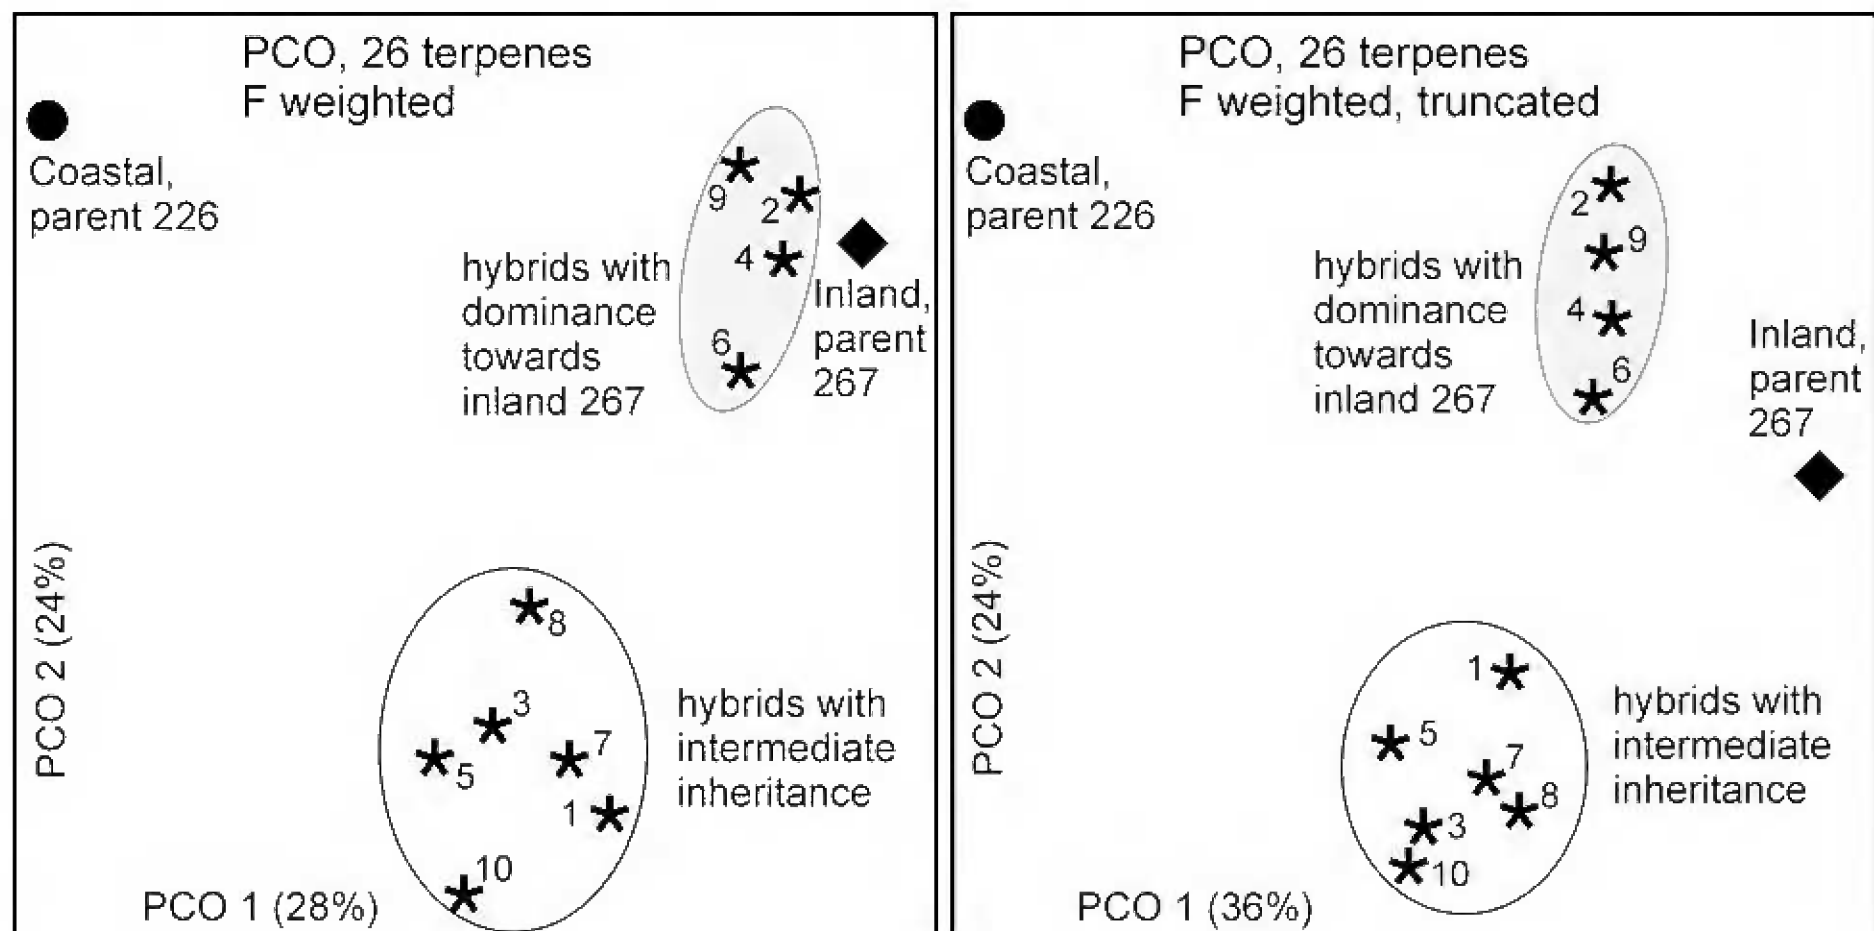 PCO, 26 terpenes
F weighted
Coastal,
parent 226
9
2
4
6
hybrids with
dominance
towards
inland 267
Inland,
parent
267
8
3
7
5
1
10
hybrids with
intermediate
inheritance
PCO 2 (24%)
PCO 1 (28%)
PCO, 26 terpenes
F weighted, truncated
Coastal,
parent 226
2
9
4
6
hybrids with
dominance
towards
inland 267
Inland,
parent
267
1
5
7
8
3
10
hybrids with
intermediate
inheritance
PCO 2 (24%)
PCO 1 (36%)